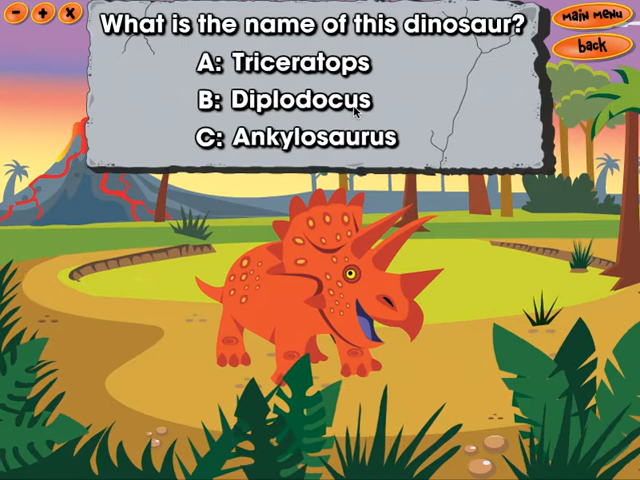 What is the name of this dinosaur?
A: Triceratops
B: Diplodocus
C: Ankylosaurus
main menu
back